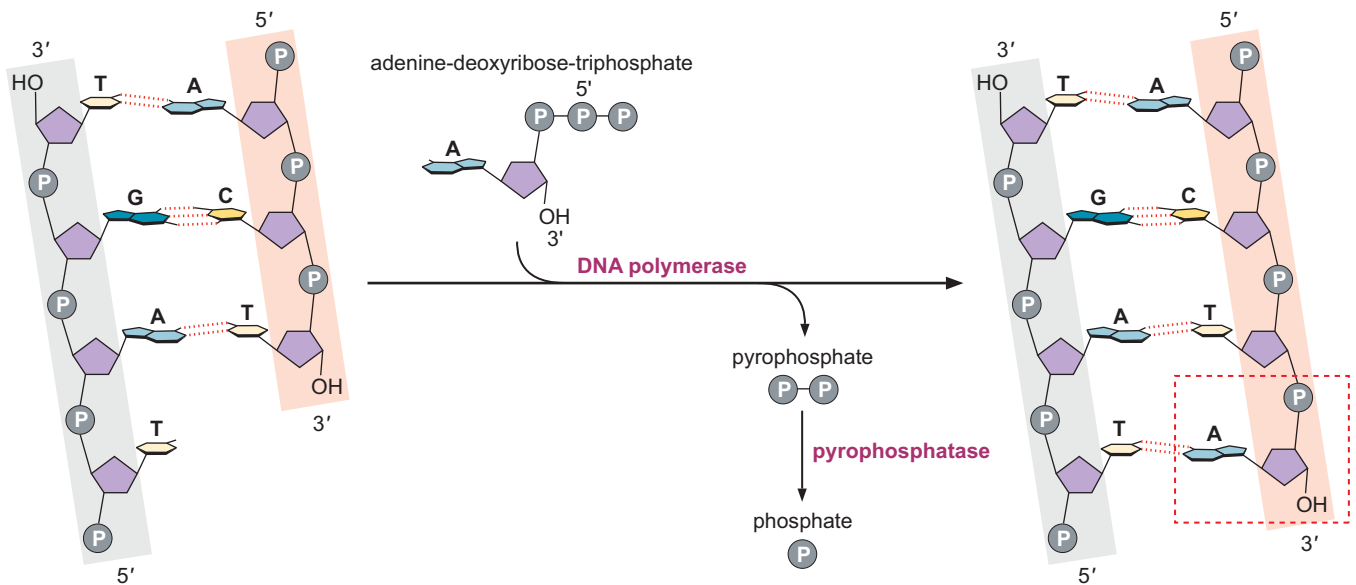 3′
5′
HO
T
A
P
P
P
G
C
P
P
A
T
P
OH
3′
T
P
5′
adenine-deoxyribose-triphosphate
5'
P P P
A
OH
3'
DNA polymerase
pyrophosphate
P P
pyrophosphatase
phosphate
P
3′
5′
HO
T
A
P
P
P
G
C
P
P
A
T
P
P
T
A
OH
P
3′
5′